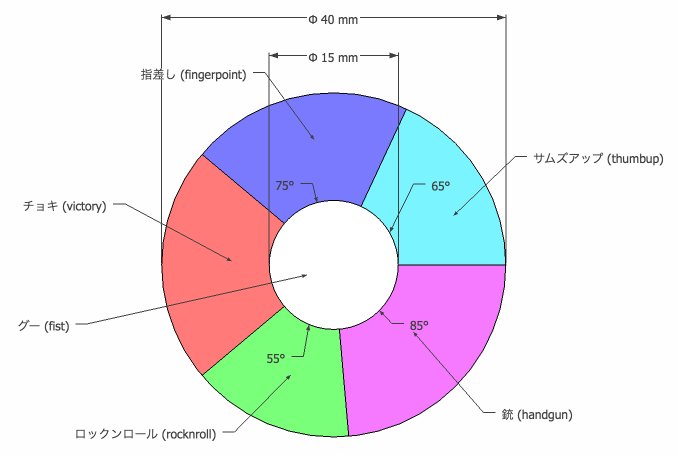 Φ 40 mm
Φ 15 mm
指差し (fingerpoint)
サムズアップ (thumbup)
75°
65°
チョキ (victory)
グー (fist)
85°
55°
銃 (handgun)
ロックンロール (rocknroll)